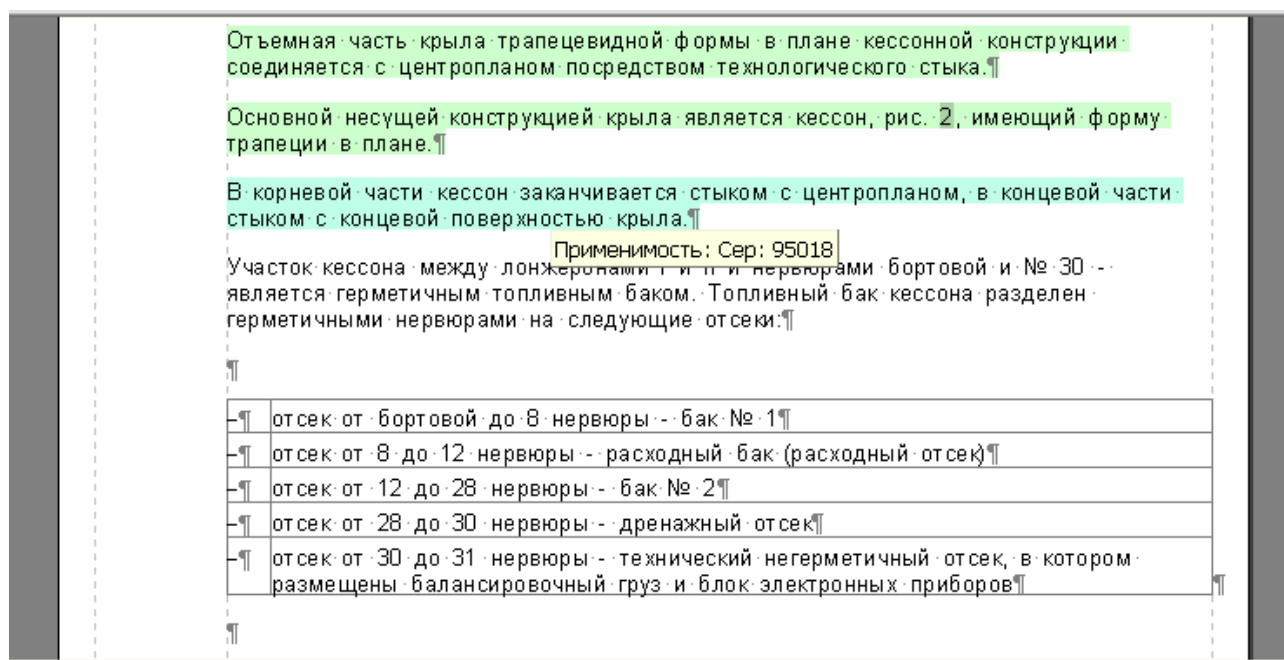 Отъемная часть крыла трапецевидной формы в плане кессонной конструкции
соединяется с центропланом посредством технологического стыка.¶
Основной несущей конструкцией крыла является кессон, рис. 2, имеющий форму
трапеции в плане.¶
В корневой части кессон заканчивается стыком с центропланом, в концевой части
стыком с концевой поверхностью крыла.¶
Применимость: Сер: 95018
Участок кессона между лонжеронами и нервюрами бортовой и № 30 -
является герметичным топливным баком. Топливный бак кессона разделен
герметичными нервюрами на следующие отсеки:¶
¶
–¶ отсек от бортовой до 8 нервюры - бак № 1¶
–¶ отсек от 8 до 12 нервюры - расходный бак (расходный отсек)¶
–¶ отсек от 12 до 28 нервюры - бак № 2¶
–¶ отсек от 28 до 30 нервюры - дренажный отсек¶
–¶ отсек от 30 до 31 нервюры - технический негерметичный отсек, в котором
размещены балансировочный груз и блок электронных приборов¶ ¶
¶